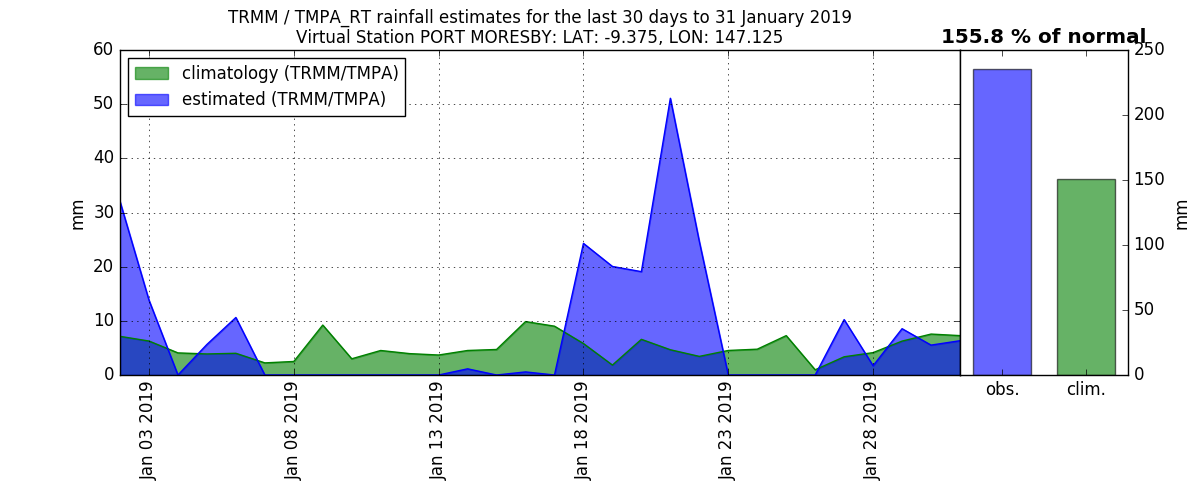 TRMM / TMPA_RT rainfall estimates for the last 30 days to 31 January 2019
Virtual Station PORT MORESBY: LAT: -9.375, LON: 147.125
155.8 % of normal
climatology (TRMM/TMPA)
estimated (TRMM/TMPA)
60
50
40
30
20
10
0
mm
Jan 03 2019
Jan 08 2019
Jan 13 2019
Jan 18 2019
Jan 23 2019
Jan 28 2019
250
200
150
100
50
0
mm
obs.
clim.